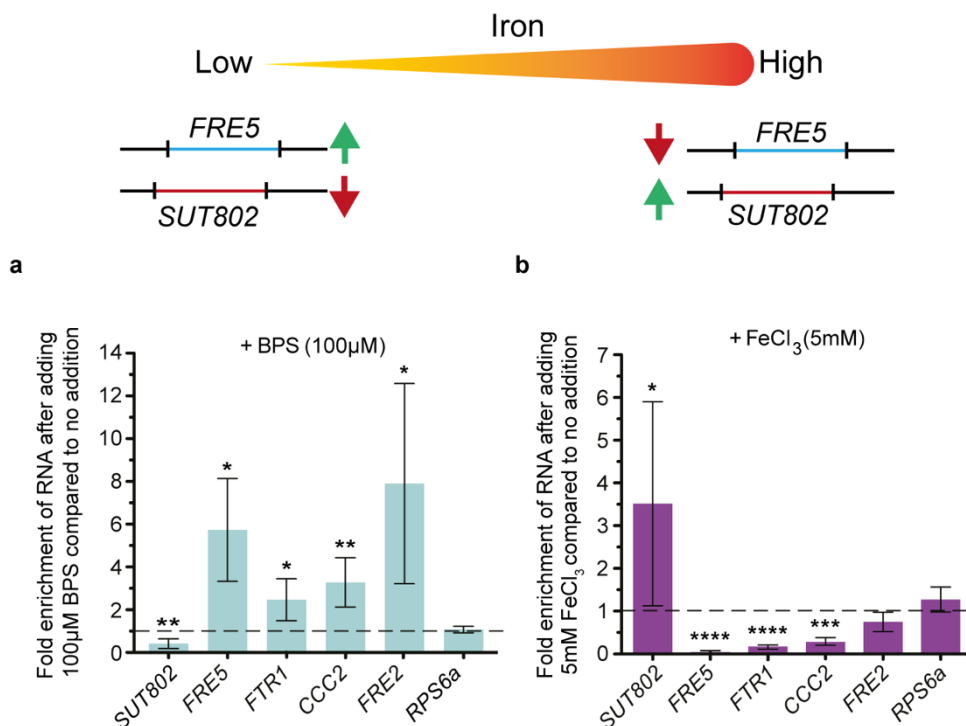 Iron
Low
High
FRE5
SUT802
FRE5
SUT802
a
Fold enrichment of RNA after adding
100µM BPS compared to no addition
+ BPS (100µM)
14
12
10
8
6
4
2
0
**
*
*
**
*
SUT802
FRE5
FTR1
CCC2
FRE2
RPS6a
b
Fold enrichment of RNA after adding
5mM FeCl3 compared to no addition
+ FeCl3(5mM)
7
6
5
4
3
2
1
0
*
****
****
***
SUT802
FRE5
FTR1
CCC2
FRE2
RPS6a